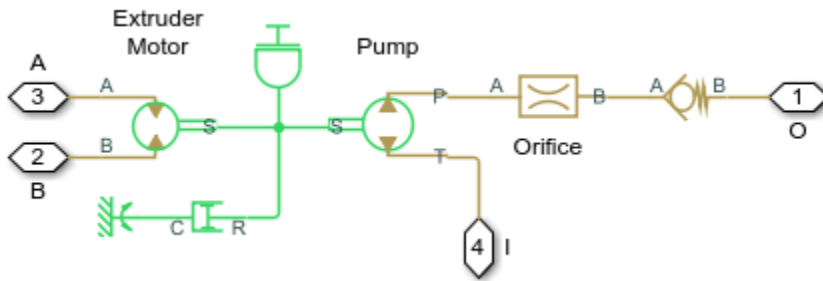 Extruder
Motor
Pump
A
3
A
S
S
P
A
B
A
B
1
O
2
B
B
Orifice
T
C
R
4
I